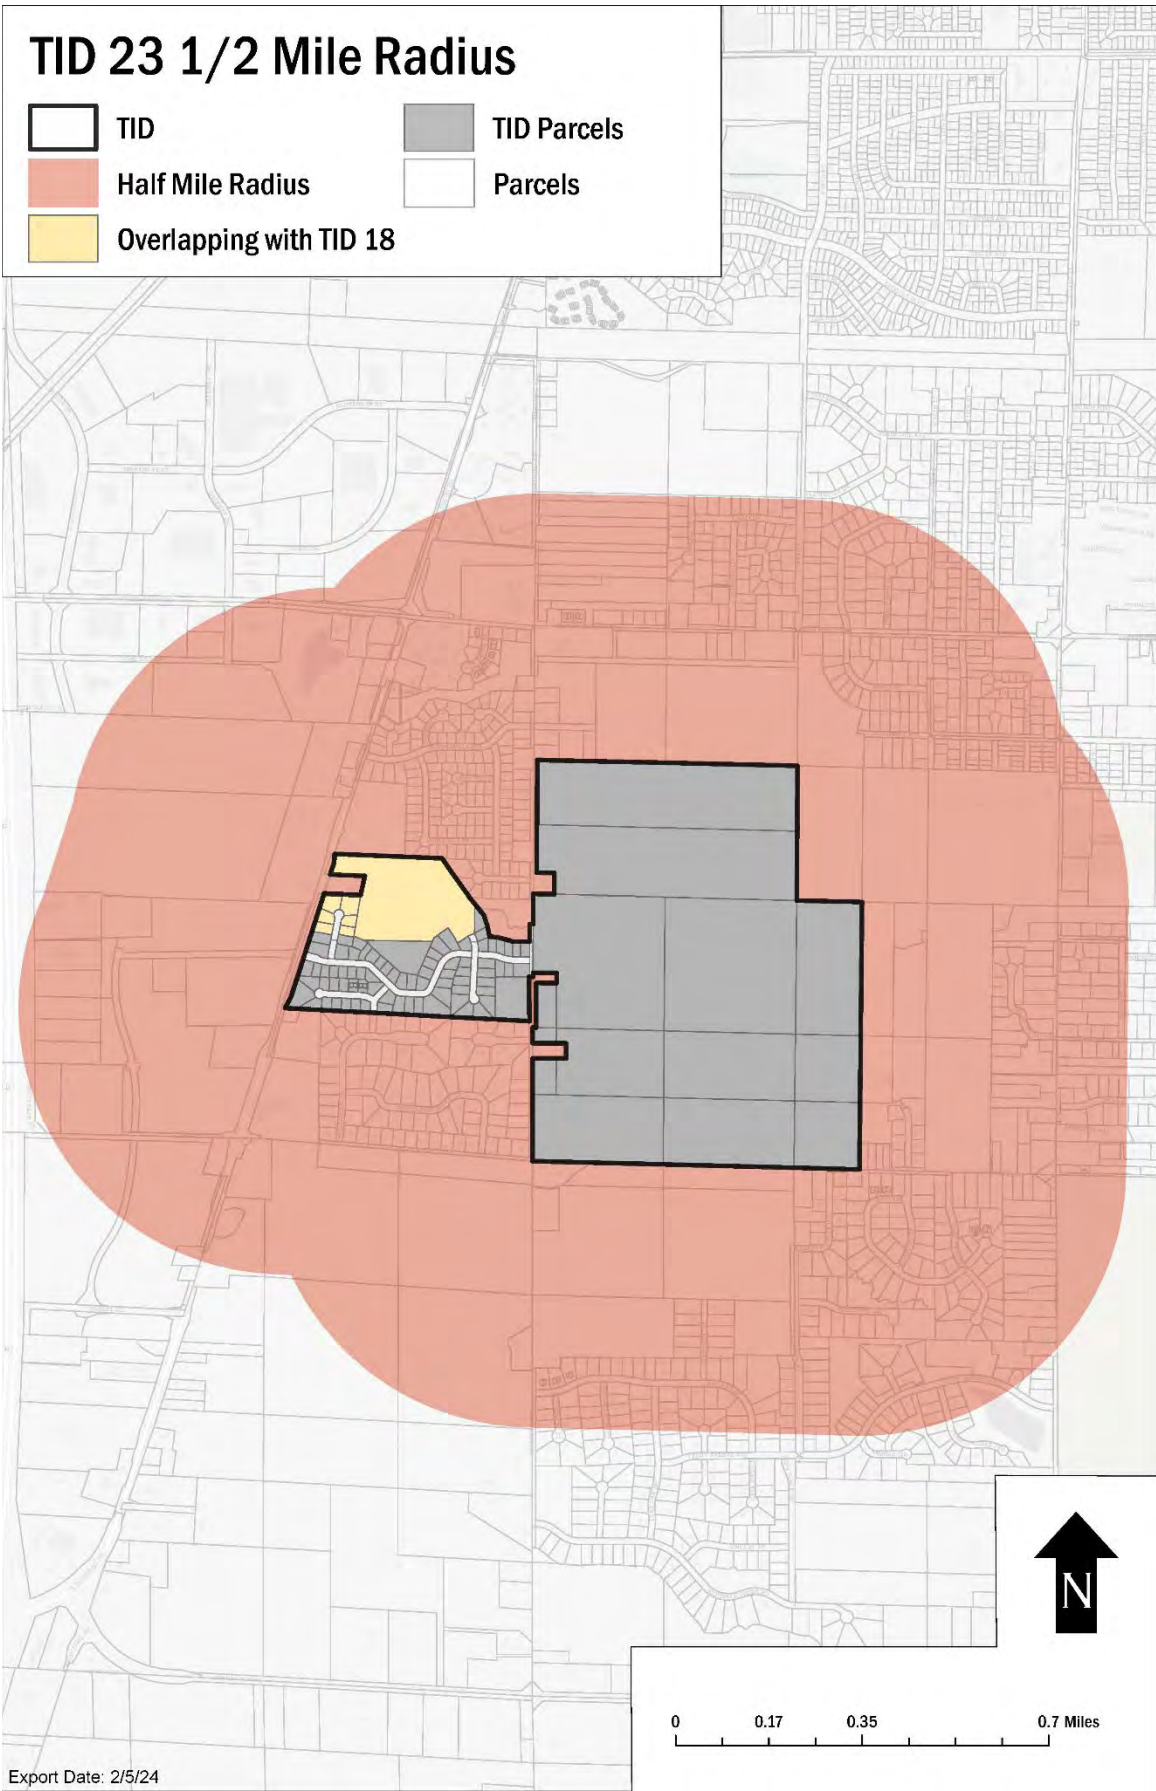 TID 23 1/2 Mile Radius
TID
TID Parcels
Half Mile Radius
Parcels
Overlapping with TID 18
N
0 0.17 0.35 0.7 Miles
Export Date: 2/5/24